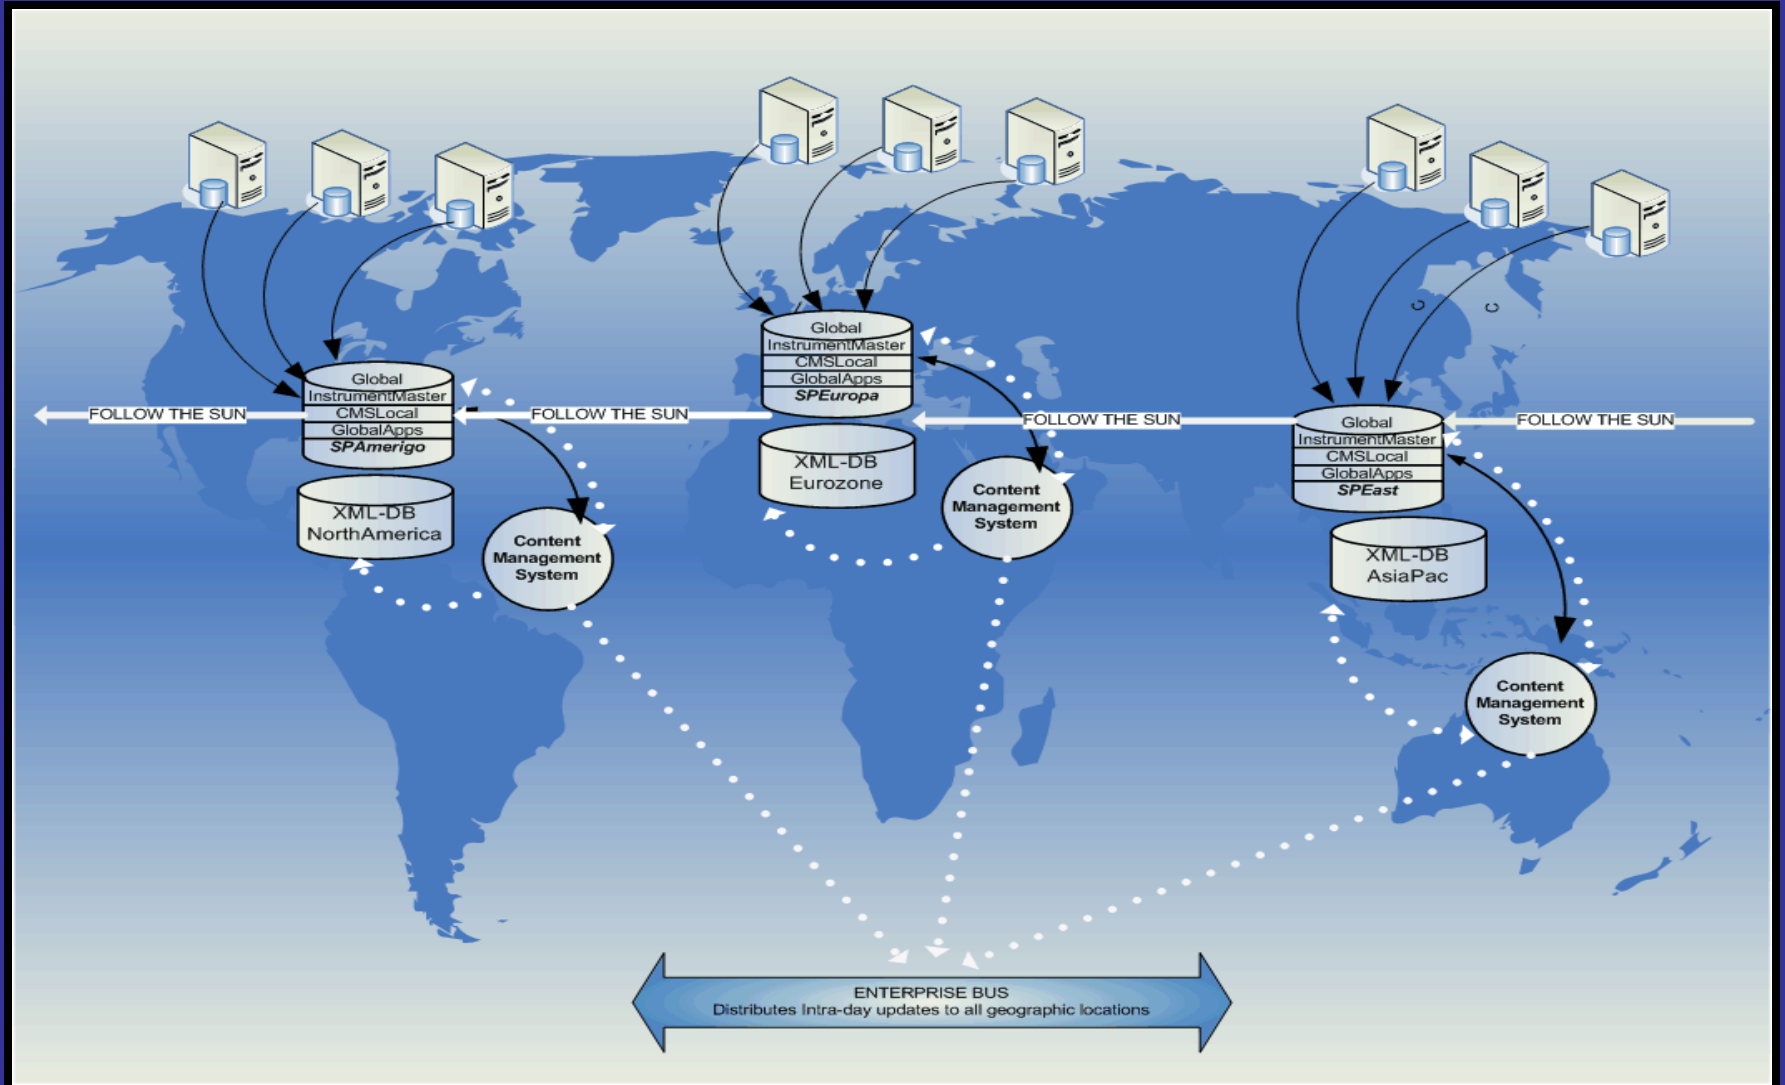 Global
InstrumentMaster
CMSLocal
GlobalApps
SPAmerigo
XML-DB
NorthAmerica
Content
Management
System
FOLLOW THE SUN
FOLLOW THE SUN
Global
InstrumentMaster
CMSLocal
GlobalApps
SPEuropa
XML-DB
Eurozone
Content
Management
System
FOLLOW THE SUN
Global
InstrumentMaster
CMSLocal
GlobalApps
SPEast
XML-DB
AsiaPac
Content
Management
System
FOLLOW THE SUN
ENTERPRISE BUS
Distributes Intra-day updates to all geographic locations